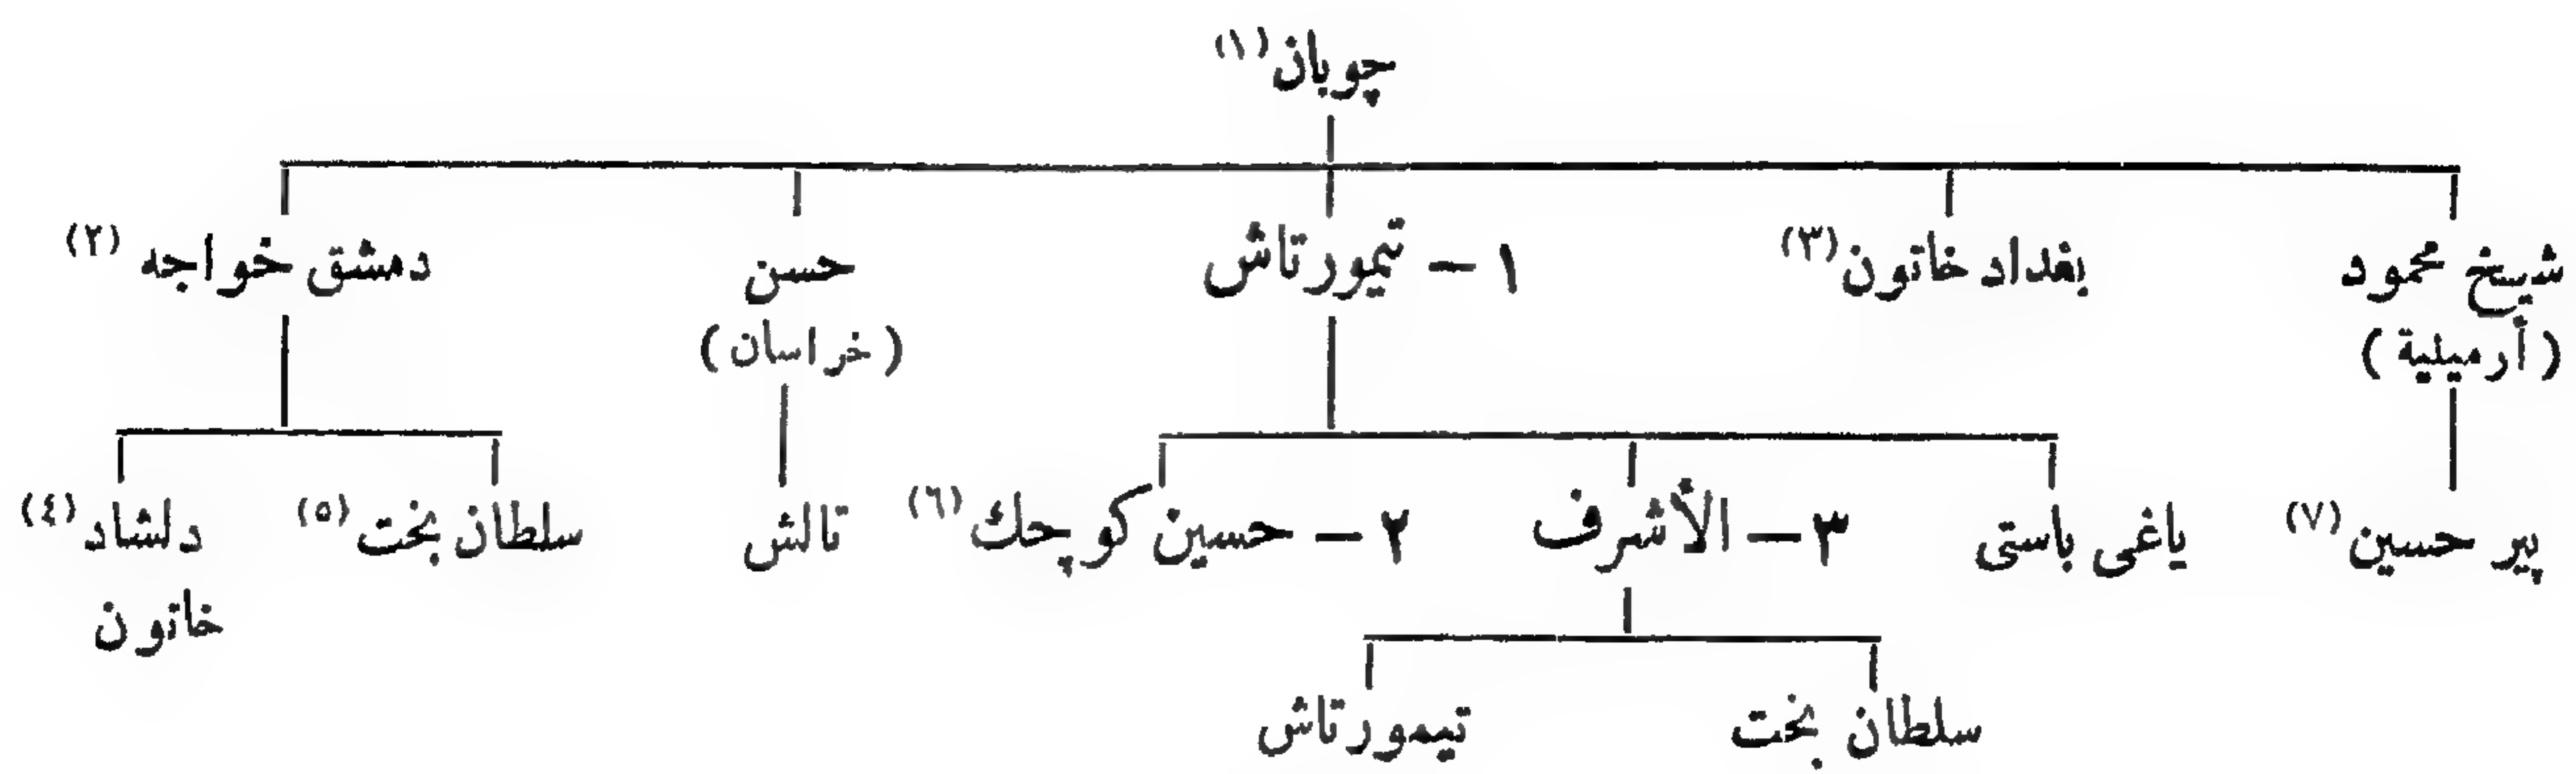 چوبان (١)
شيخ محمود
(أرميلية)
بغداد خاتون (٣)
١ - تيمورتاش
حسن
(خراسان)
دمشق خواجه (٢)
پير حسين (٧)
ياغى باستى
٣ - الأشرف
٢ - حسين كوچك (٦)
تالش
سلطان بخت (٥)
دلشاد (٤)
خاتون
سلطان بخت
تيمورتاش